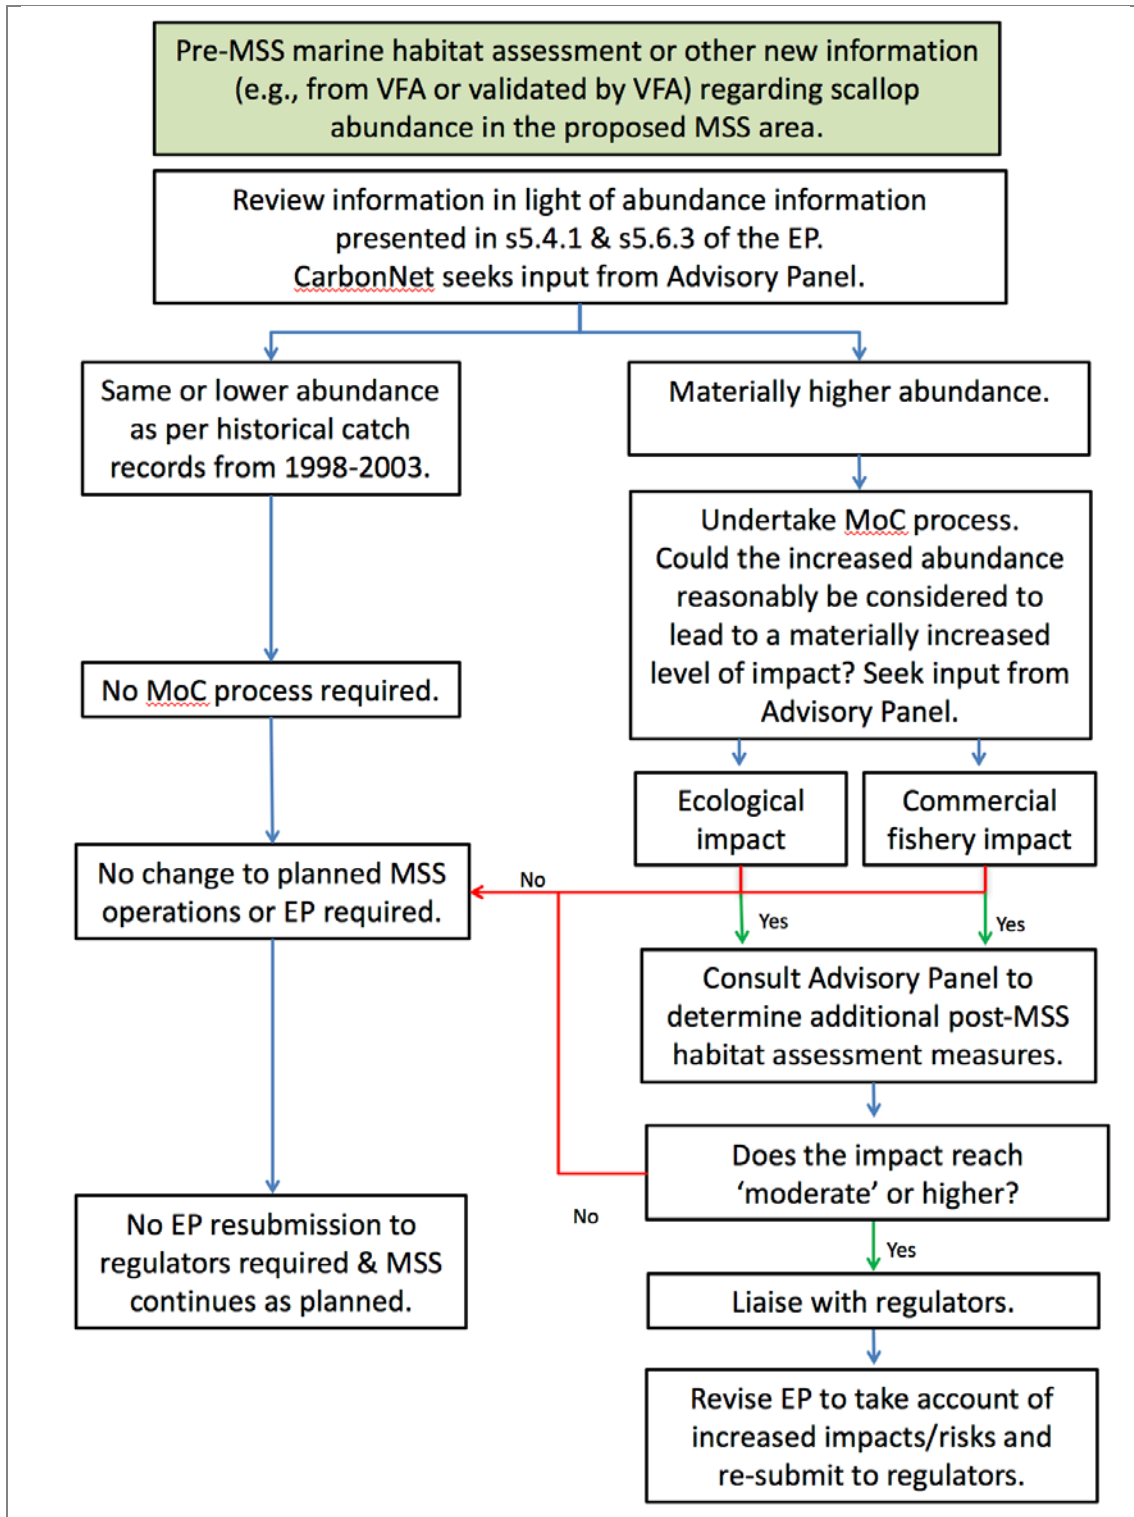 Pre-MSS marine habitat assessment or other new information
(e.g., from VFA or validated by VFA) regarding scallop
abundance in the proposed MSS area.
Review information in light of abundance information
presented in s5.4.1 & s5.6.3 of the EP.
CarbonNet seeks input from Advisory Panel.
Same or lower abundance
as per historical catch
records from 1998-2003.
Materially higher abundance.
Undertake MoC process.
Could the increased abundance
reasonably be considered to
lead to a materially increased
level of impact? Seek input from
Advisory Panel.
No MoC process required.
Ecological
impact
Commercial
fishery impact
No change to planned MSS
operations or EP required.
No
Yes
Yes
Consult Advisory Panel to
determine additional post-MSS
habitat assessment measures.
Does the impact reach
‘moderate’ or higher?
No
Yes
No EP resubmission to
regulators required & MSS
continues as planned.
Liaise with regulators.
Revise EP to take account of
increased impacts/risks and
re-submit to regulators.